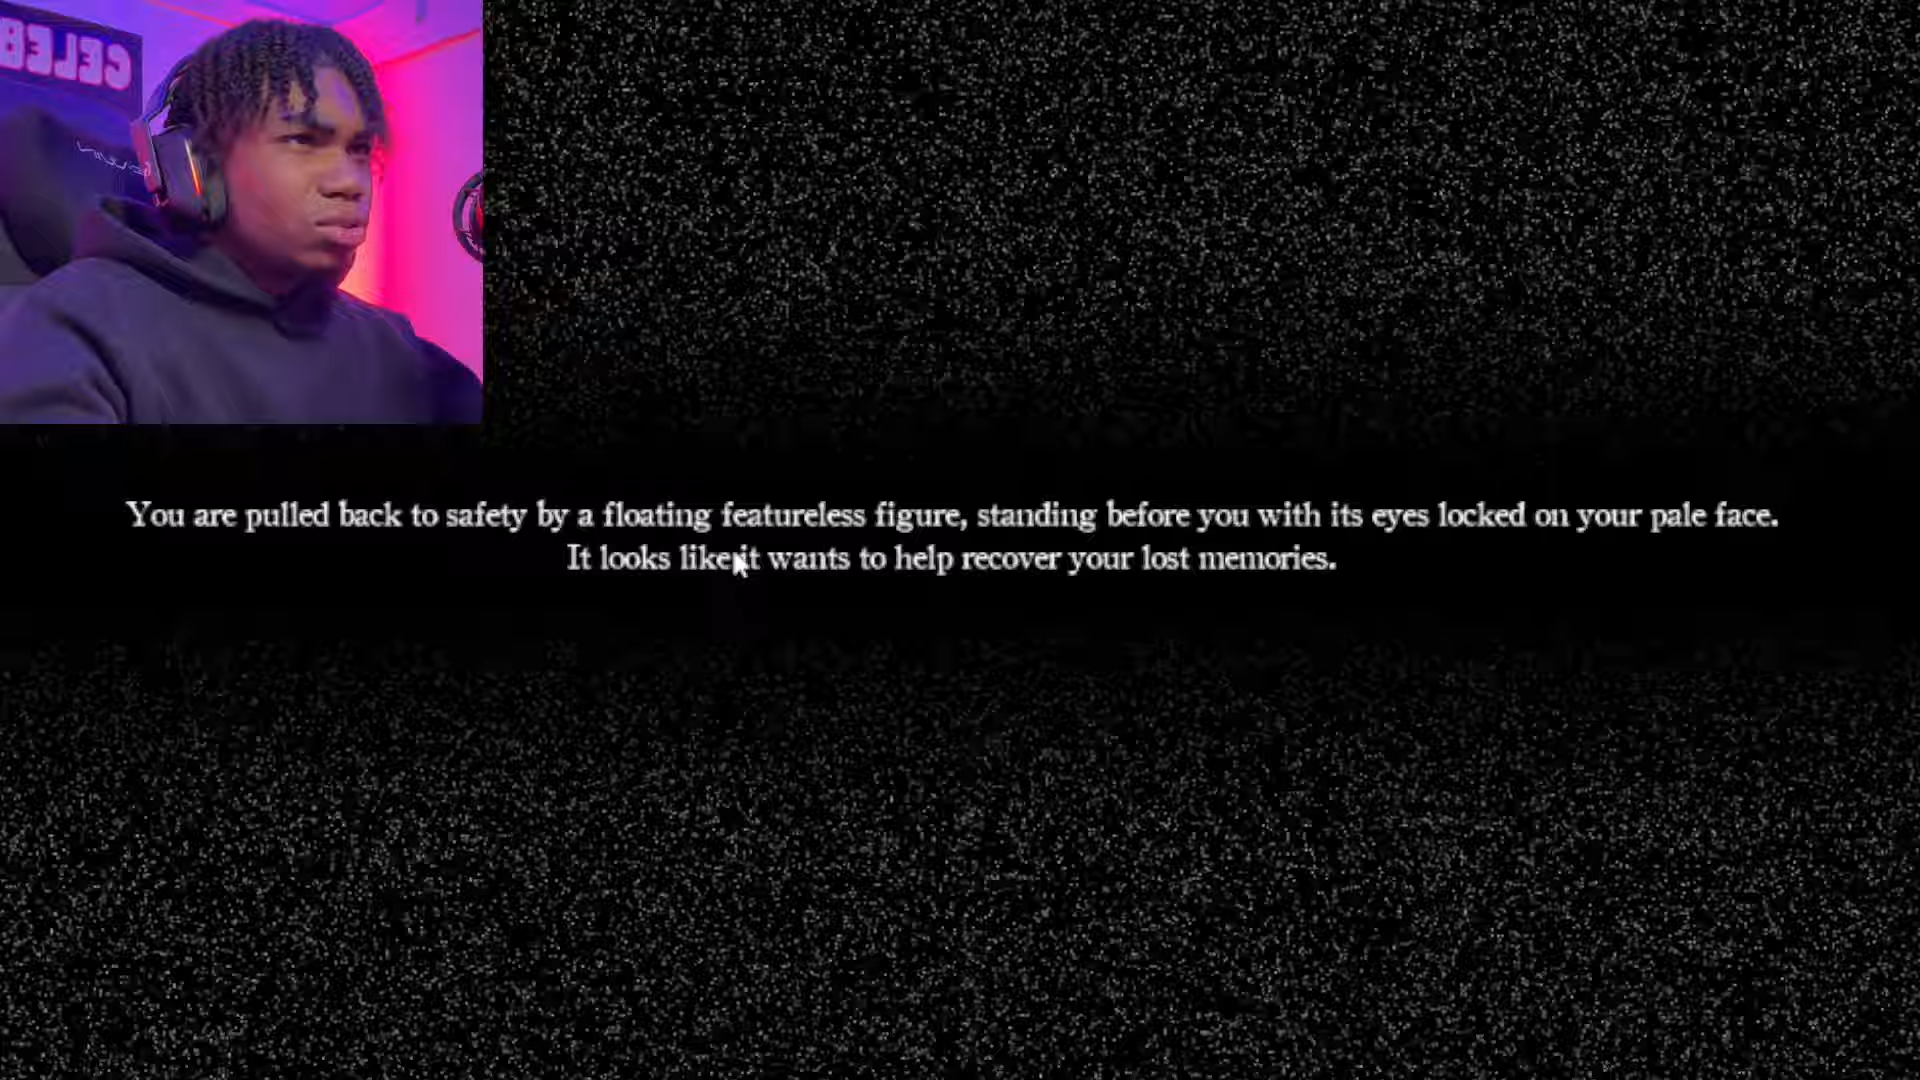 CELEB
You are pulled back to safety by a floating featureless figure, standing before you with its eyes locked on your pale face.
It looks like it wants to help recover your lost memories.